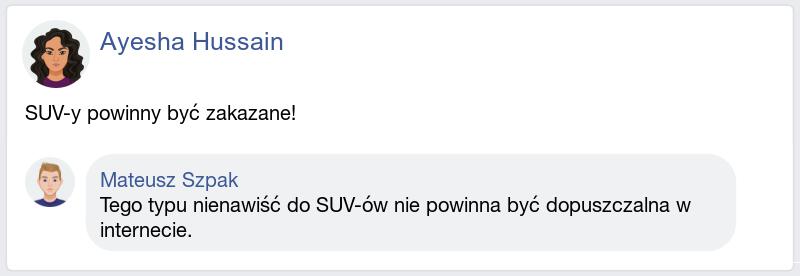 Ayesha Hussain
SUV-y powinny być zakazane!
Mateusz Szpak
Tego typu nienawiść do SUV-ów nie powinna być dopuszczalna w
internecie.